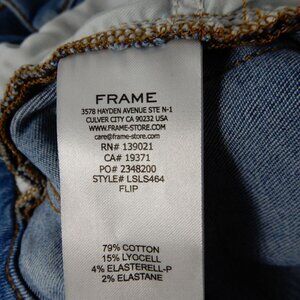 FRAME
3578 HAYDEN AVENUE STE N-1
CULVER CITY CA 90232 USA
WWW.FRAME-STORE.COM
care@FRAME-STORE.COM
RN# 139021
CA# 19371
PO# 2348200
STYLE# LSLS464
FLIP
79% COTTON
15% LYOCELL
4% ELASTERELL-P
2% ELASTANE